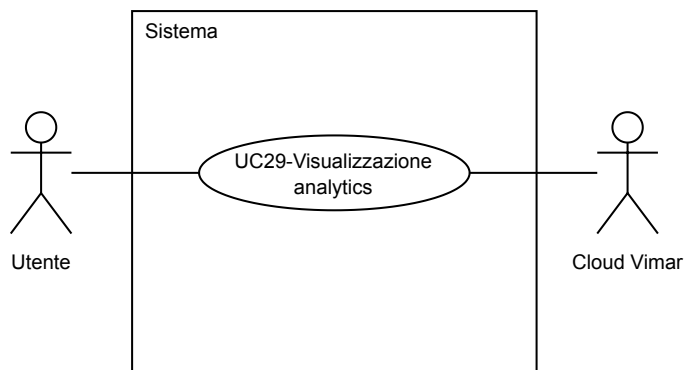 Sistema
UC29-Visualizzazione
analytics
Utente
Cloud Vimar